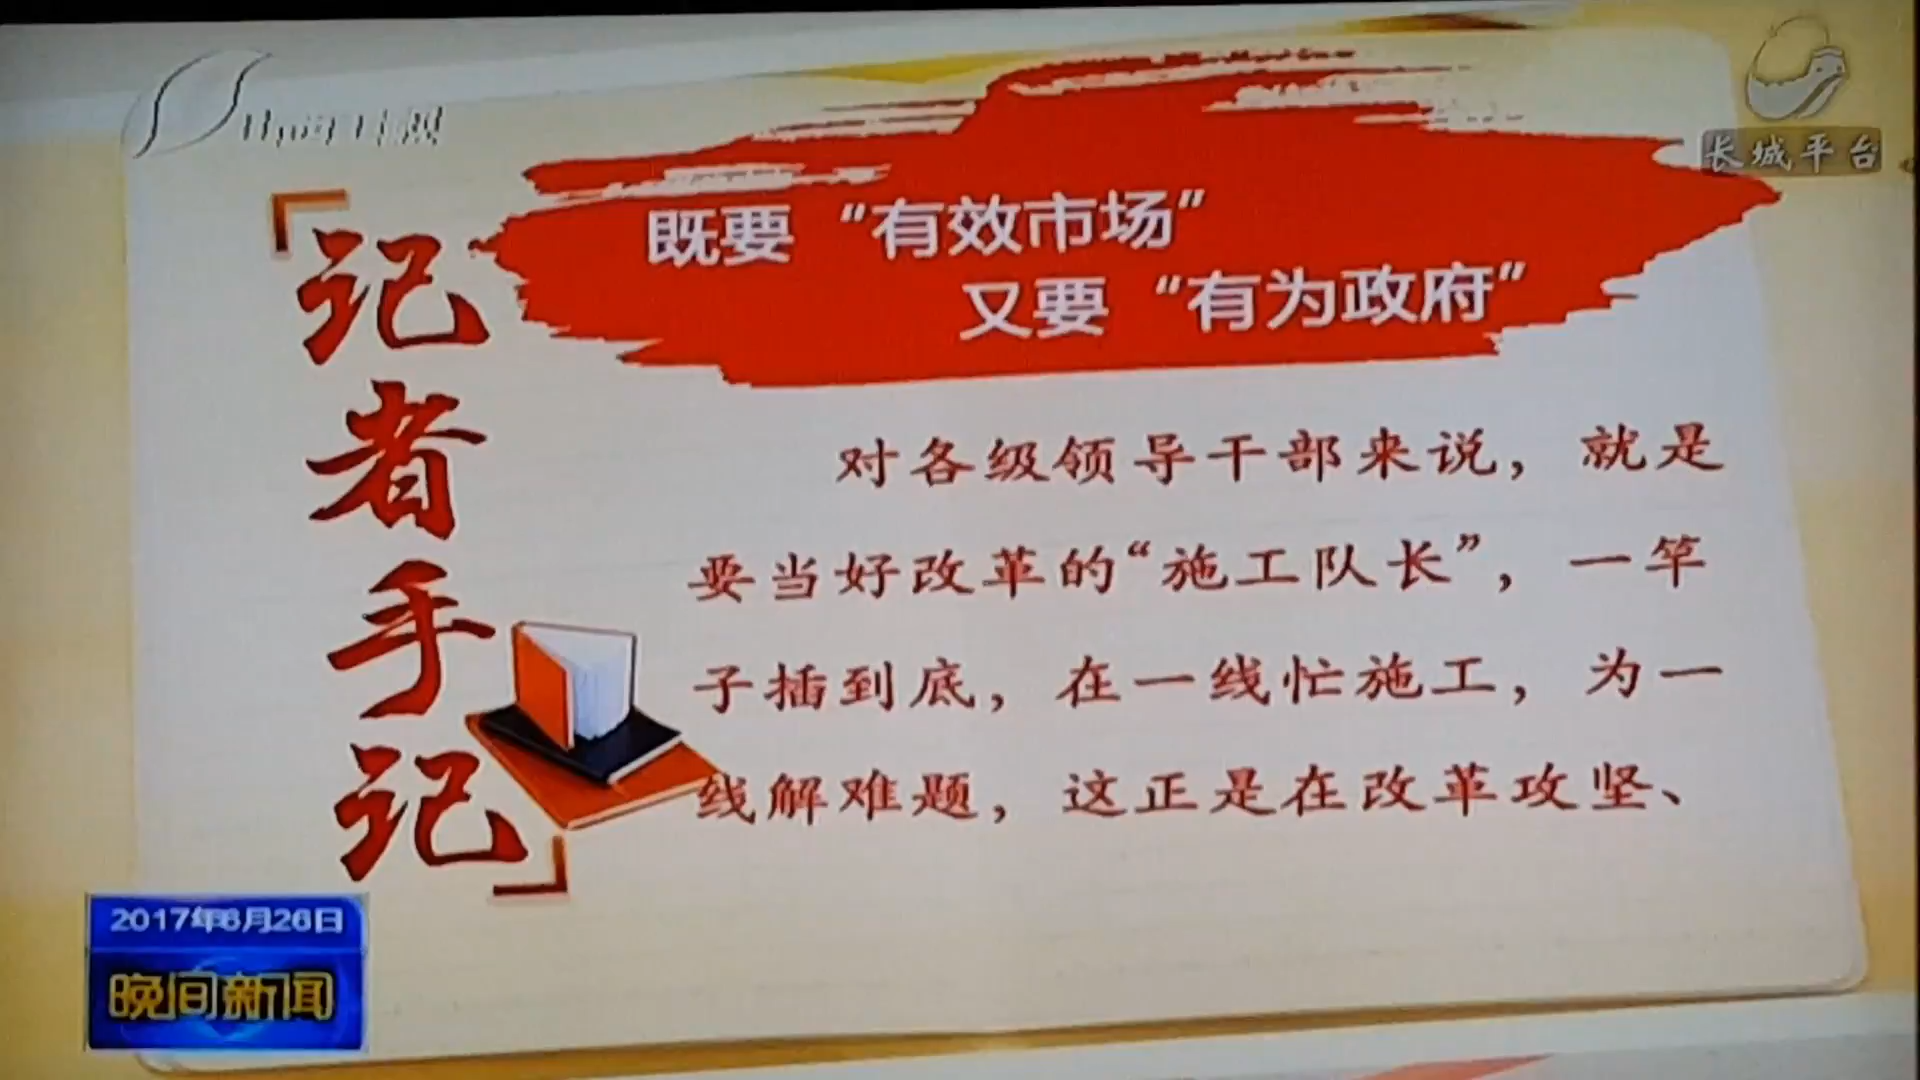 长城平台
既要“有效市场”
又要“有为政府”
「记者手记」
对各级领导干部来说，就是
要当好改革的“施工队长”，一竿
子插到底，在一线忙施工，为一
线解难题，这正是在改革攻坚、
2017年6月26日
晚间新闻